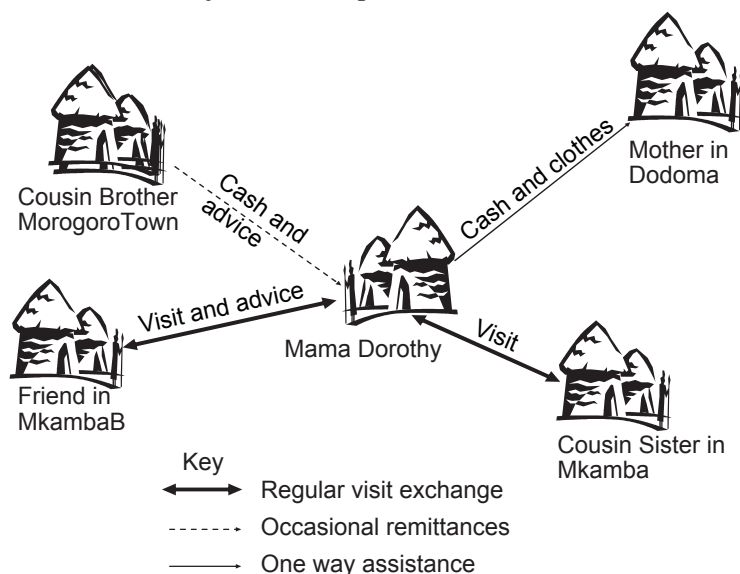 Mother in
Dodoma
Cash and clothes
Cousin Brother
MorogoroTown
Cash and
advice
Visit and advice
Mama Dorothy
Visit
Friend in
MkambaB
Cousin Sister in
Mkamba
Key
Regular visit exchange
Occasional remittances
One way assistance